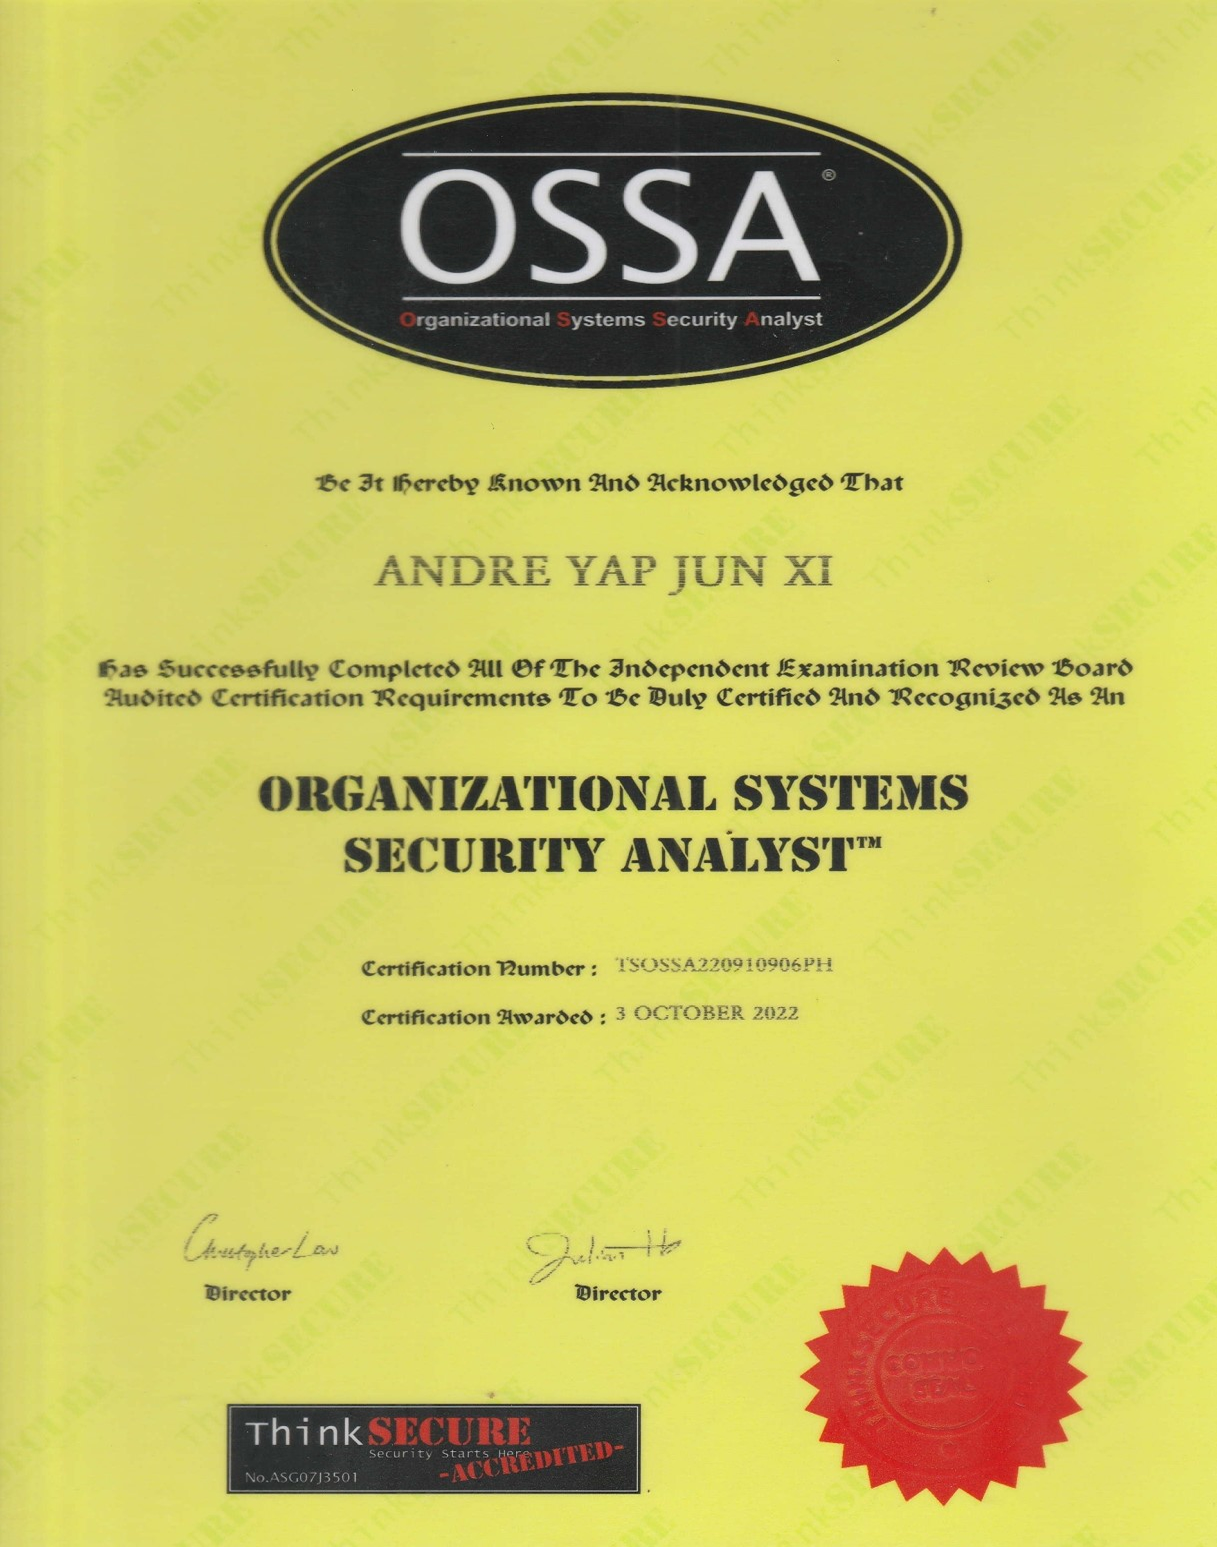 OSSA®
Organizational Systems Security Analyst
Be It Hereby Known And Acknowledged That
ANDRE YAP JUN XI
Has Successfully Completed All Of The Independent Examination Review Board
Audited Certification Requirements To Be Duly Certified And Recognized As An
ORGANIZATIONAL SYSTEMS
SECURITY ANALYST™
Certification Number : TSOSSA220910906PH
Certification Awarded : 3 OCTOBER 2022
Christopher Low
Julian Ho
Director
Director
THINKSECURE
SEAL
ThinkSECURE
Security Starts Here
-ACCREDITED-
No.ASG07J3501